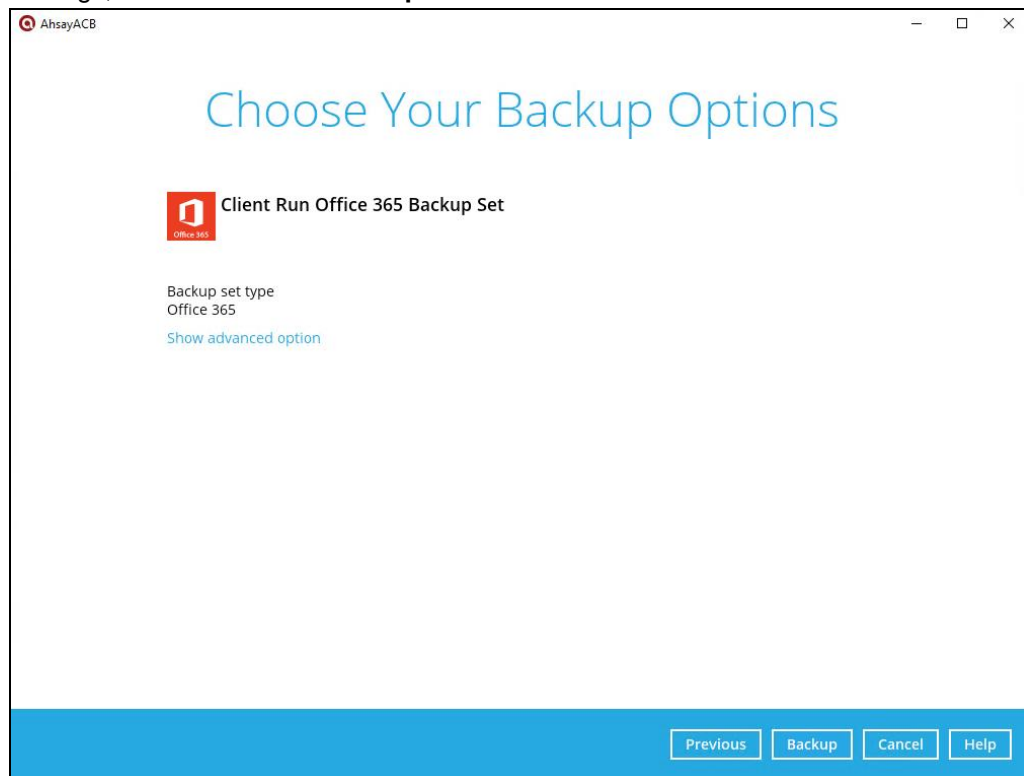 AhsayACB
Choose Your Backup Options
Office 365
Client Run Office 365 Backup Set
Backup set type
Office 365
Show advanced option
Previous Backup Cancel Help